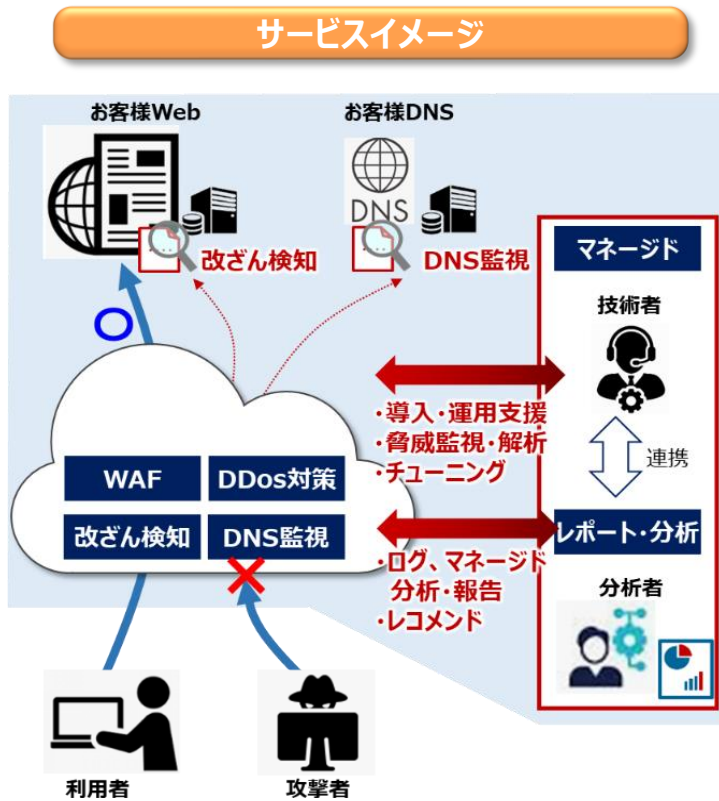 サービスイメージ
お客様Web
お客様DNS
DNS
改ざん検知
DNS監視
マネージド
技術者
・導入・運用支援
・脅威監視・解析
・チューニング
連携
WAF
DDos対策
改ざん検知
DNS監視
レポート・分析
・ログ、マネージド
分析・報告
・レコメンド
分析者
利用者
攻撃者